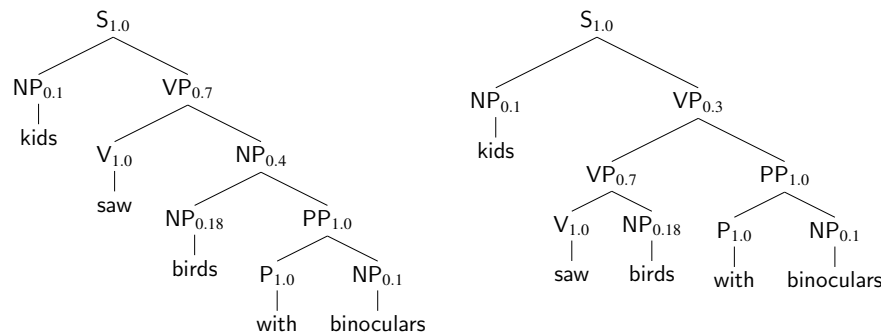 S1.0 S1.0
NP0.1 VP0.7 NP0.1 VP0.3
kids kids
V1.0 NP0.4 VP0.7 PP1.0
saw
NP0.18 PP1.0 V1.0 NP0.18 P1.0 NP0.1
birds saw birds with binoculars
P1.0 NP0.1
with binoculars